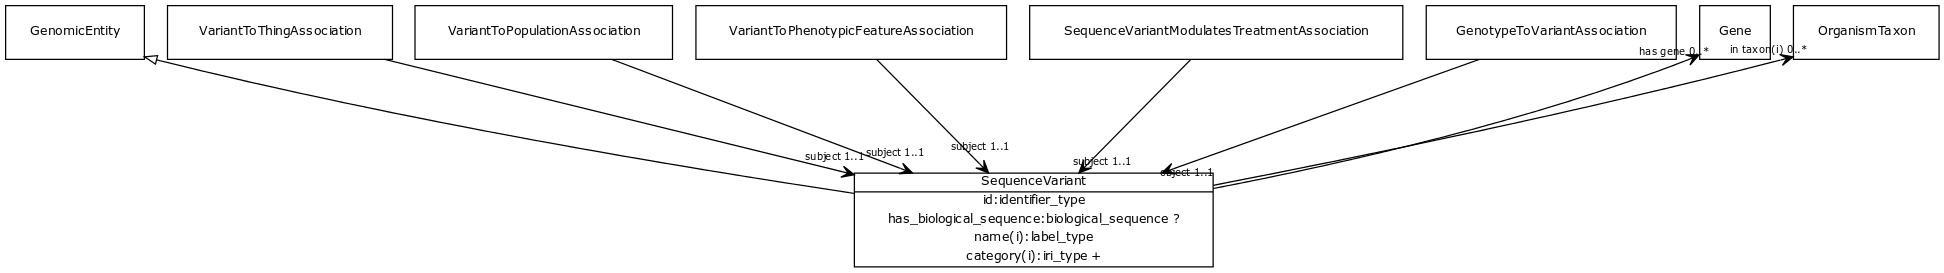 GenomicEntity
VariantToThingAssociation
VariantToPopulationAssociation
VariantToPhenotypicFeatureAssociation
SequenceVariantModulatesTreatmentAssociation
GenotypeToVariantAssociation
Gene
OrganismTaxon
has gene 0..*
in taxon(i) 0..*
subject 1..1
subject 1..1
subject 1..1
subject 1..1
object 1..1
SequenceVariant
id:identifier_type
has_biological_sequence:biological_sequence ?
name(i):label_type
category(i):iri_type +